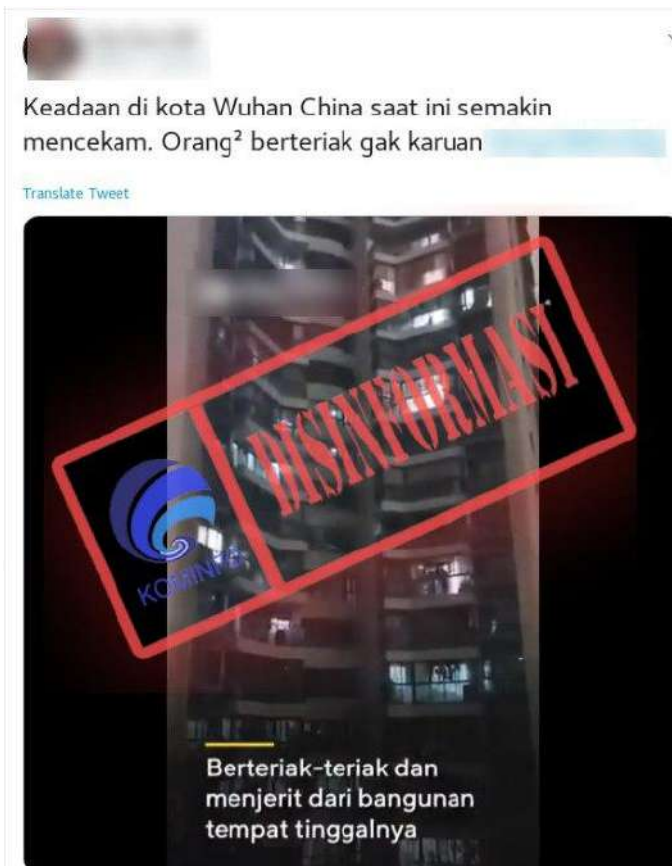 Keadaan di kota Wuhan China saat ini semakin
mencekam. Orang² berteriak gak karuan
Translate Tweet
DISINFORMASI
KOMINFO
Berteriak-teriak dan
menjerit dari bangunan
tempat tinggalnya